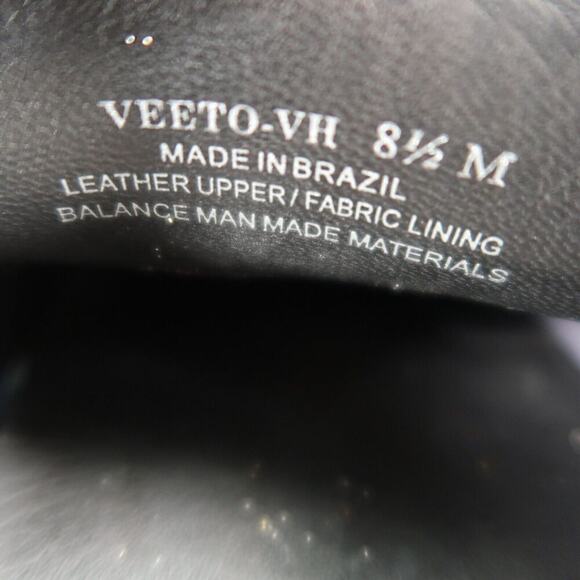 VEETO-VH 8½ M
MADE IN BRAZIL
LEATHER UPPER / FABRIC LINING
BALANCE MAN MADE MATERIALS